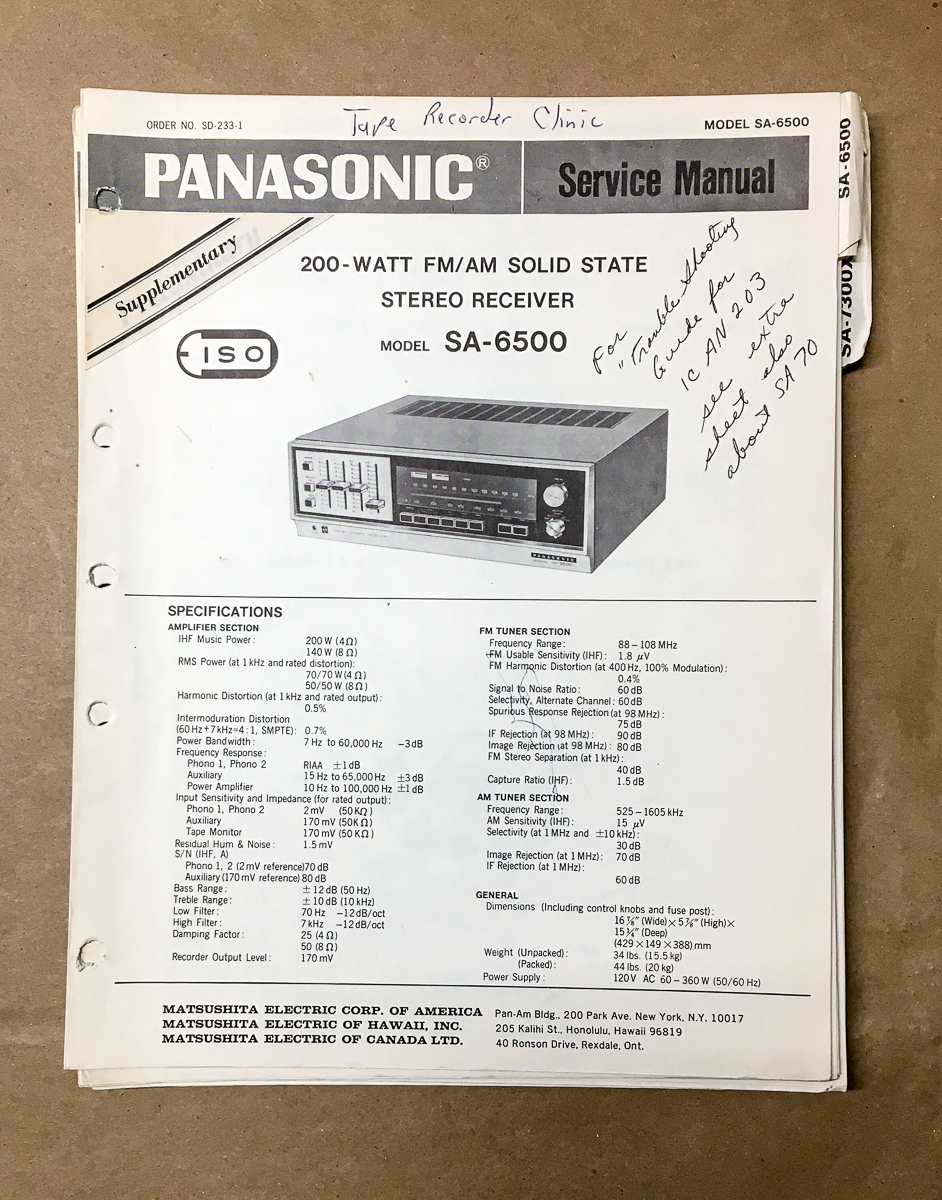 Tape Recorder Clinic
ORDER NO. SD-233-1
MODEL SA-6500
PANASONIC®
Service Manual
Supplementary
200-WATT FM/AM SOLID STATE
STEREO RECEIVER
MODEL SA-6500
ISO
For
"Trouble Shooting
Guide for
IC AN 203
see extra
sheet also
about SA 70
SA-6500
SA-7300X
PANASONIC
SPECIFICATIONS
AMPLIFIER SECTION
IHF Music Power: 200 W (4Ω)
140 W (8 Ω)
RMS Power (at 1 kHz and rated distortion):
70/70 W (4 Ω)
50/50 W (8Ω)
Harmonic Distortion (at 1 kHz and rated output):
0.5%
Intermoduration Distortion
(60 Hz+7 kHz=4 : 1, SMPTE): 0.7%
Power Bandwidth: 7 Hz to 60,000 Hz −3 dB
Frequency Response:
Phono 1, Phono 2 RIAA ±1 dB
Auxiliary 15 Hz to 65,000 Hz ±3 dB
Power Amplifier 10 Hz to 100,000 Hz ±1 dB
Input Sensitivity and Impedance (for rated output):
Phono 1, Phono 2 2 mV (50 KΩ)
Auxiliary 170 mV (50K Ω)
Tape Monitor 170 mV (50 KΩ)
Residual Hum & Noise: 1.5 mV
S/N (IHF, A)
Phono 1, 2 (2 mV reference) 70 dB
Auxiliary (170 mV reference) 80 dB
Bass Range: ± 12 dB (50 Hz)
Treble Range: ± 10 dB (10 kHz)
Low Filter: 70 Hz −12 dB/oct
High Filter: 7 kHz −12 dB/oct
Damping Factor: 25 (4 Ω)
50 (8 Ω)
Recorder Output Level: 170 mV
FM TUNER SECTION
Frequency Range: 88 – 108 MHz
FM Usable Sensitivity (IHF): 1.8 μV
FM Harmonic Distortion (at 400 Hz, 100% Modulation):
0.4%
Signal to Noise Ratio: 60 dB
Selectivity, Alternate Channel: 60 dB
Spurious Response Rejection (at 98 MHz):
75 dB
IF Rejection (at 98 MHz): 90 dB
Image Rejection (at 98 MHz): 80 dB
FM Stereo Separation (at 1 kHz):
40 dB
Capture Ratio (IHF): 1.5 dB
AM TUNER SECTION
Frequency Range: 525 – 1605 kHz
AM Sensitivity (IHF): 15 μV
Selectivity (at 1 MHz and ±10 kHz):
30 dB
Image Rejection (at 1 MHz): 70 dB
IF Rejection (at 1 MHz):
60 dB
GENERAL
Dimensions (Including control knobs and fuse post):
16 7/8" (Wide) × 5 7/8" (High) ×
15 1/4" (Deep)
(429 × 149 × 388) mm
Weight (Unpacked): 34 lbs. (15.5 kg)
(Packed): 44 lbs. (20 kg)
Power Supply: 120 V AC 60 – 360 W (50/60 Hz)
MATSUSHITA ELECTRIC CORP. OF AMERICA Pan-Am Bldg., 200 Park Ave. New York, N.Y. 10017
MATSUSHITA ELECTRIC OF HAWAII, INC. 205 Kalihi St., Honolulu, Hawaii 96819
MATSUSHITA ELECTRIC OF CANADA LTD. 40 Ronson Drive, Rexdale, Ont.